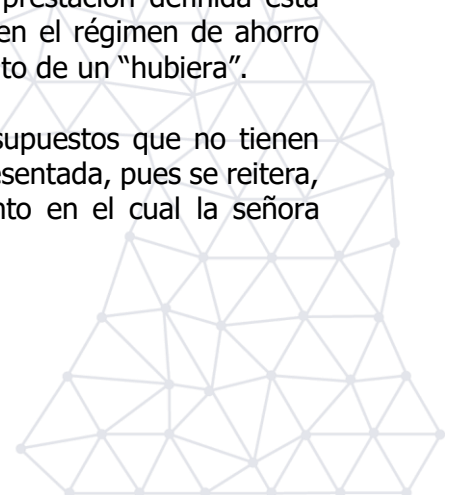 prestación definida esta
en el régimen de ahorro
to de un “hubiera”.
supuestos que no tienen
esentada, pues se reitera,
nto en el cual la señora